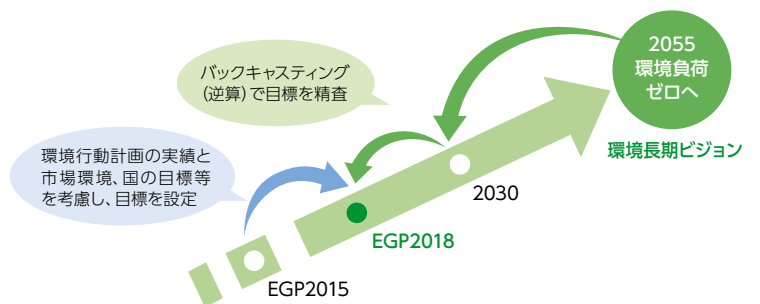 2055
環境負荷
ゼロへ
環境長期ビジョン
バックキャスティング
（逆算）で目標を精査
環境行動計画の実績と
市場環境、国の目標等
を考慮し、目標を設定
2030
EGP2018
EGP2015